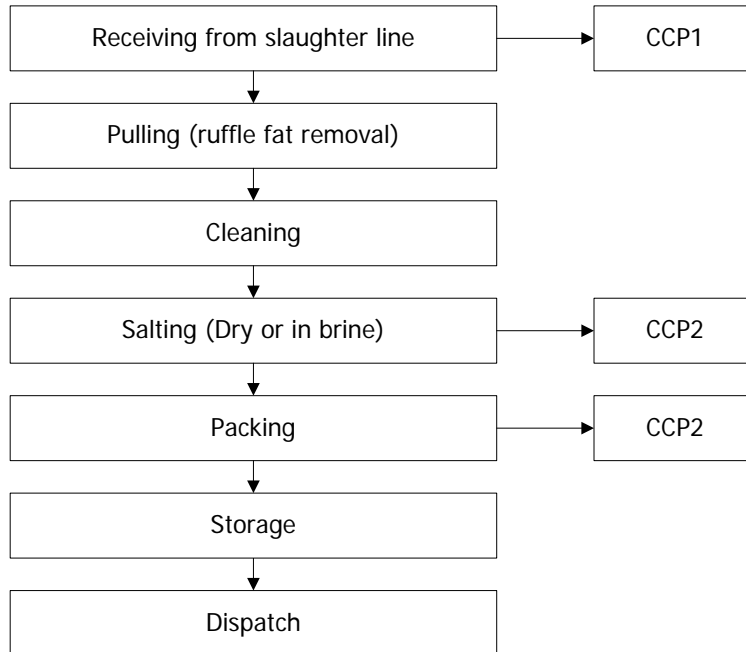 Receiving from slaughter line
CCP1
Pulling (ruffle fat removal)
Cleaning
Salting (Dry or in brine)
CCP2
Packing
CCP2
Storage
Dispatch